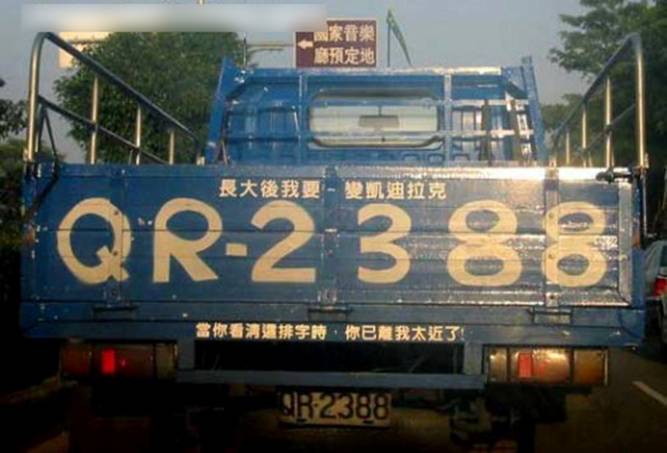 國家音樂
廳預定地
長大後我要－變凱迪拉克
QR-2388
當你看清這排字時，你已離我太近了!
QR-2388